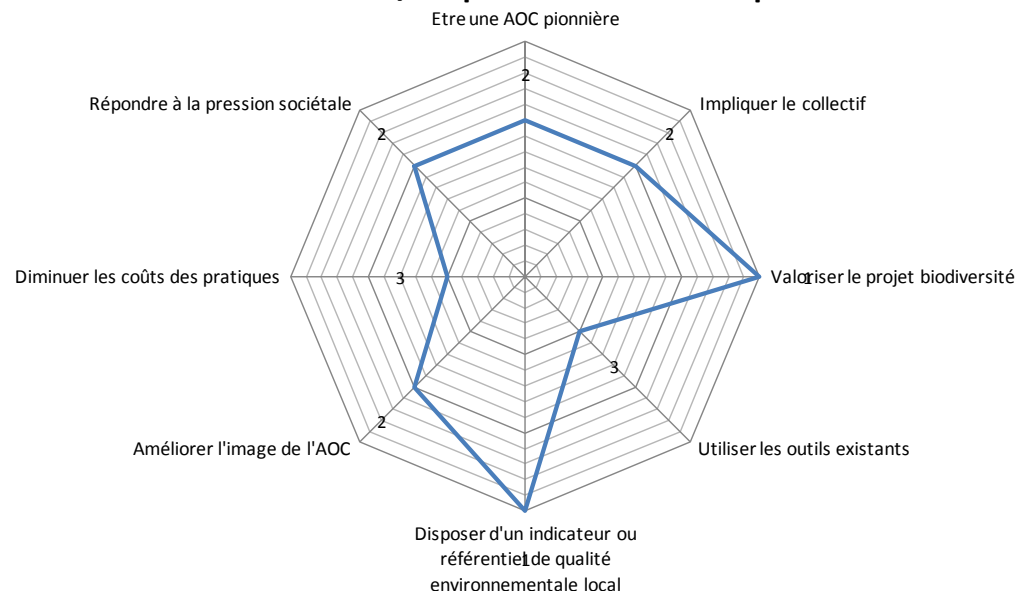 Etre une AOC pionnière
2
Répondre à la pression sociétale
Impliquer le collectif
2
2
Diminuer les coûts des pratiques
3
Valoriser le projet biodiversité
1
3
2
Améliorer l'image de l'AOC
Utiliser les outils existants
Disposer d'un indicateur ou
référentiel de qualité
1
environnementale local